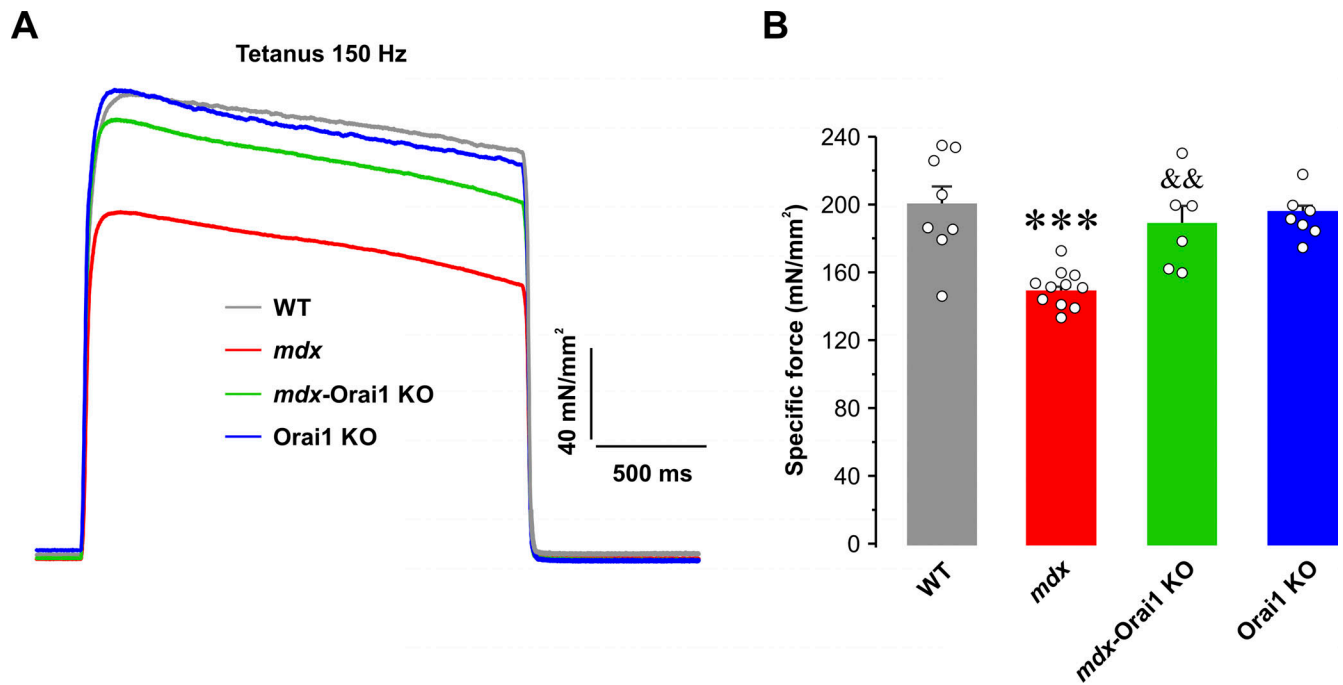 A
Tetanus 150 Hz
WT
mdx
mdx-Orai1 KO
Orai1 KO
40 mN/mm²
500 ms
B
Specific force (mN/mm²)
240
200
160
120
80
40
0
***
&&
WT
mdx
mdx-Orai1 KO
Orai1 KO